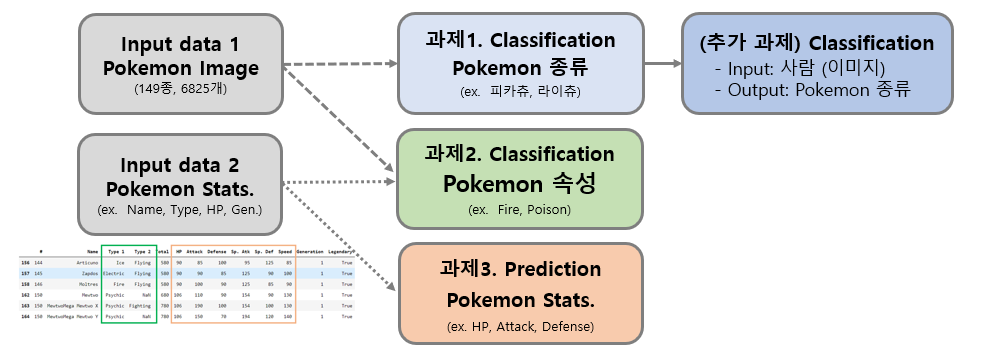 Input data 1
Pokemon Image
(149종, 6825개)
과제1. Classification
Pokemon 종류
(ex. 피카츄, 라이츄)
(추가 과제) Classification
- Input: 사람 (이미지)
- Output: Pokemon 종류
Input data 2
Pokemon Stats.
(ex. Name, Type, HP, Gen.)
과제2. Classification
Pokemon 속성
(ex. Fire, Poison)
과제3. Prediction
Pokemon Stats.
(ex. HP, Attack, Defense)
# Name Type 1 Type 2 Total HP Attack Defense Sp. Atk Sp. Def Speed Generation Legendary
156 144 Articuno Ice Flying 580 90 85 100 95 125 85 1 True
157 145 Zapdos Electric Flying 580 90 90 85 125 90 100 1 True
158 146 Moltres Fire Flying 580 90 100 90 125 85 90 1 True
162 150 Mewtwo Psychic NaN 680 106 110 90 154 90 130 1 True
163 150 MewtwoMega Mewtwo X Psychic Fighting 780 106 190 100 154 100 130 1 True
164 150 MewtwoMega Mewtwo Y Psychic NaN 780 106 150 70 194 120 140 1 True